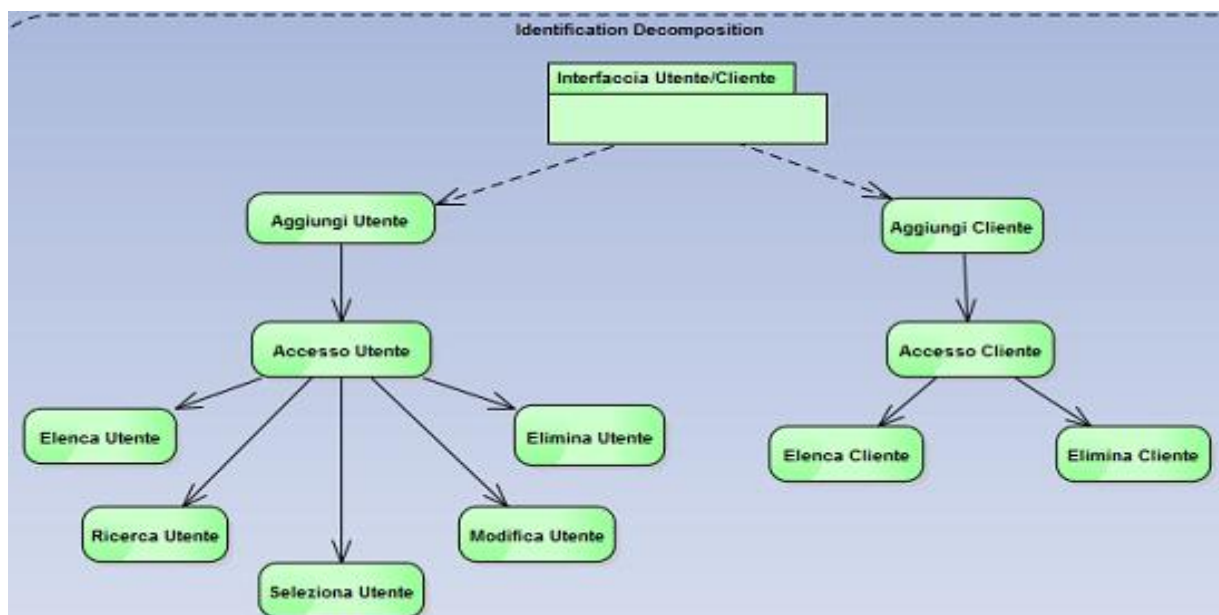 Identification Decomposition
Interfaccia Utente/Cliente
Aggiungi Utente
Aggiungi Cliente
Accesso Utente
Accesso Cliente
Elenca Utente
Elimina Utente
Elenca Cliente
Elimina Cliente
Ricerca Utente
Modifica Utente
Seleziona Utente